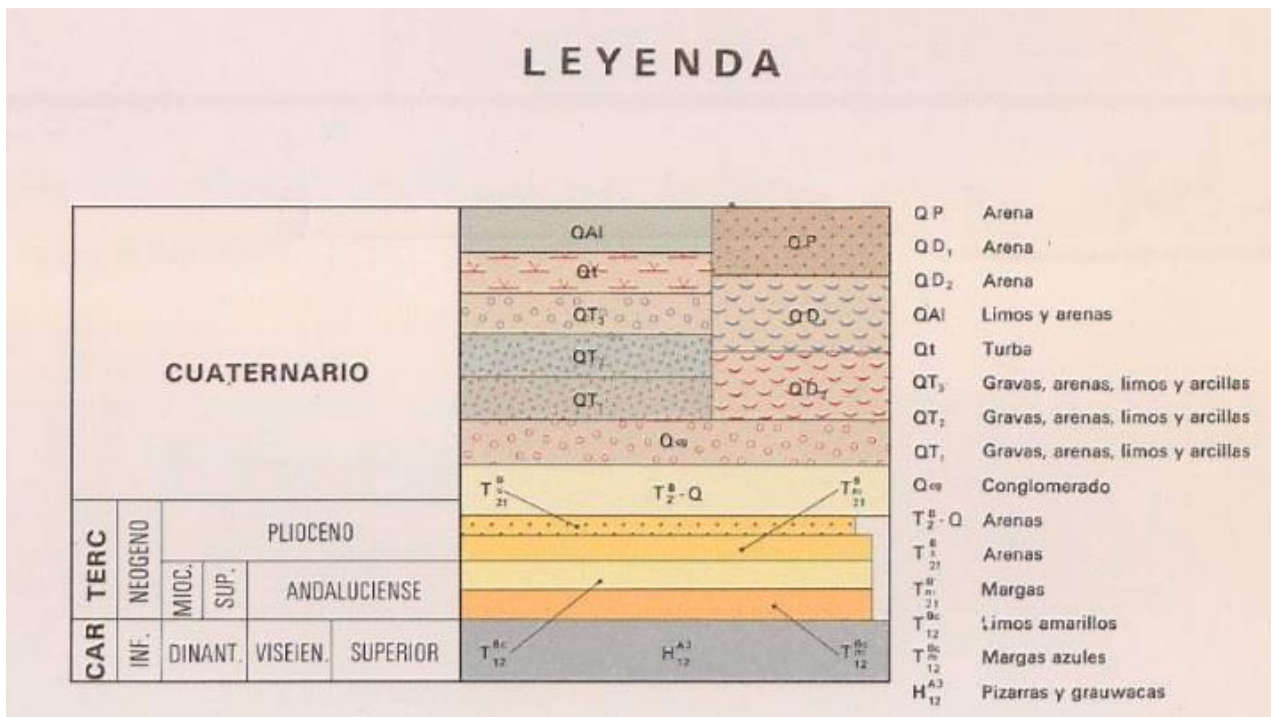 LEYENDA
CUATERNARIO
TERC
NEOGENO
PLIOCENO
MIOC.
SUP.
ANDALUCIENSE
CAR
INF.
DINANT.
VISEIEN.
SUPERIOR
QAl
Qt
QT₃
QT₂
QT₁
QP
QD₁
QD₂
Qcg
T₂ᴮ-Q
H₁₂ᴬ³
QP Arena
QD₁ Arena
QD₂ Arena
QAl Limos y arenas
Qt Turba
QT₃ Gravas, arenas, limos y arcillas
QT₂ Gravas, arenas, limos y arcillas
QT₁ Gravas, arenas, limos y arcillas
Qcg Conglomerado
T₂ᴮ-Q Arenas
Arenas
Margas
T₁₂ᴮᶜ Limos amarillos
Margas azules
H₁₂ᴬ³ Pizarras y grauwacas